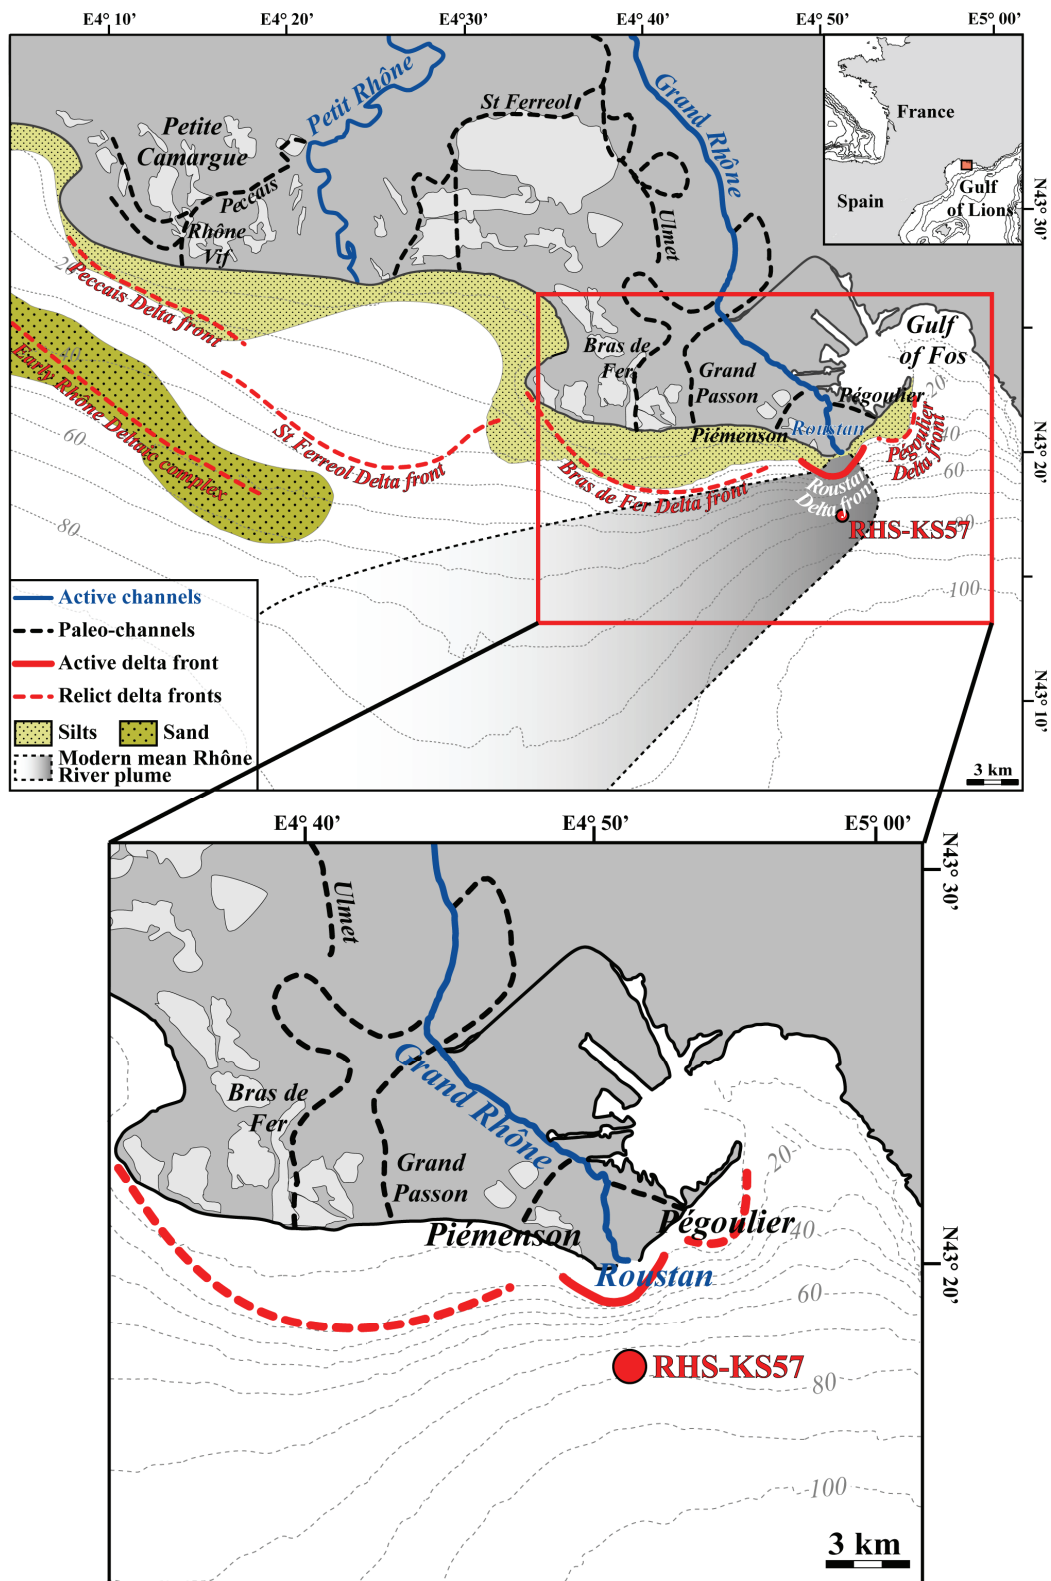 E4° 10’
E4° 20’
E4° 30’
E4° 40’
E4° 50’
E5° 00’
Petit Rhône
St Ferreol
Grand Rhône
Petite
Camargue
Peccais
Rhône
Vif
Ulmet
France
Spain
Gulf
of Lions
N43° 30’
20
Peccais Delta front
40
Early Rhône Deltaic complex
60
80
St Ferreol Delta front
Bras de
Fer
Grand
Passon
Gulf
of Fos
Pégoulier
Piémenson
Roustan
20
Pégoulier
Delta front
40
60
Bras de Fer Delta front
Roustan
Delta front
80
RHS-KS57
100
N43° 20’
N43° 10’
Active channels
Paleo-channels
Active delta front
Relict delta fronts
Silts
Sand
Modern mean Rhône
River plume
3 km
E4° 40’
E4° 50’
E5° 00’
N43° 30’
Ulmet
Grand Rhône
Bras de
Fer
Grand
Passon
Piémenson
Pégoulier
Roustan
20
40
60
N43° 20’
RHS-KS57
80
100
3 km